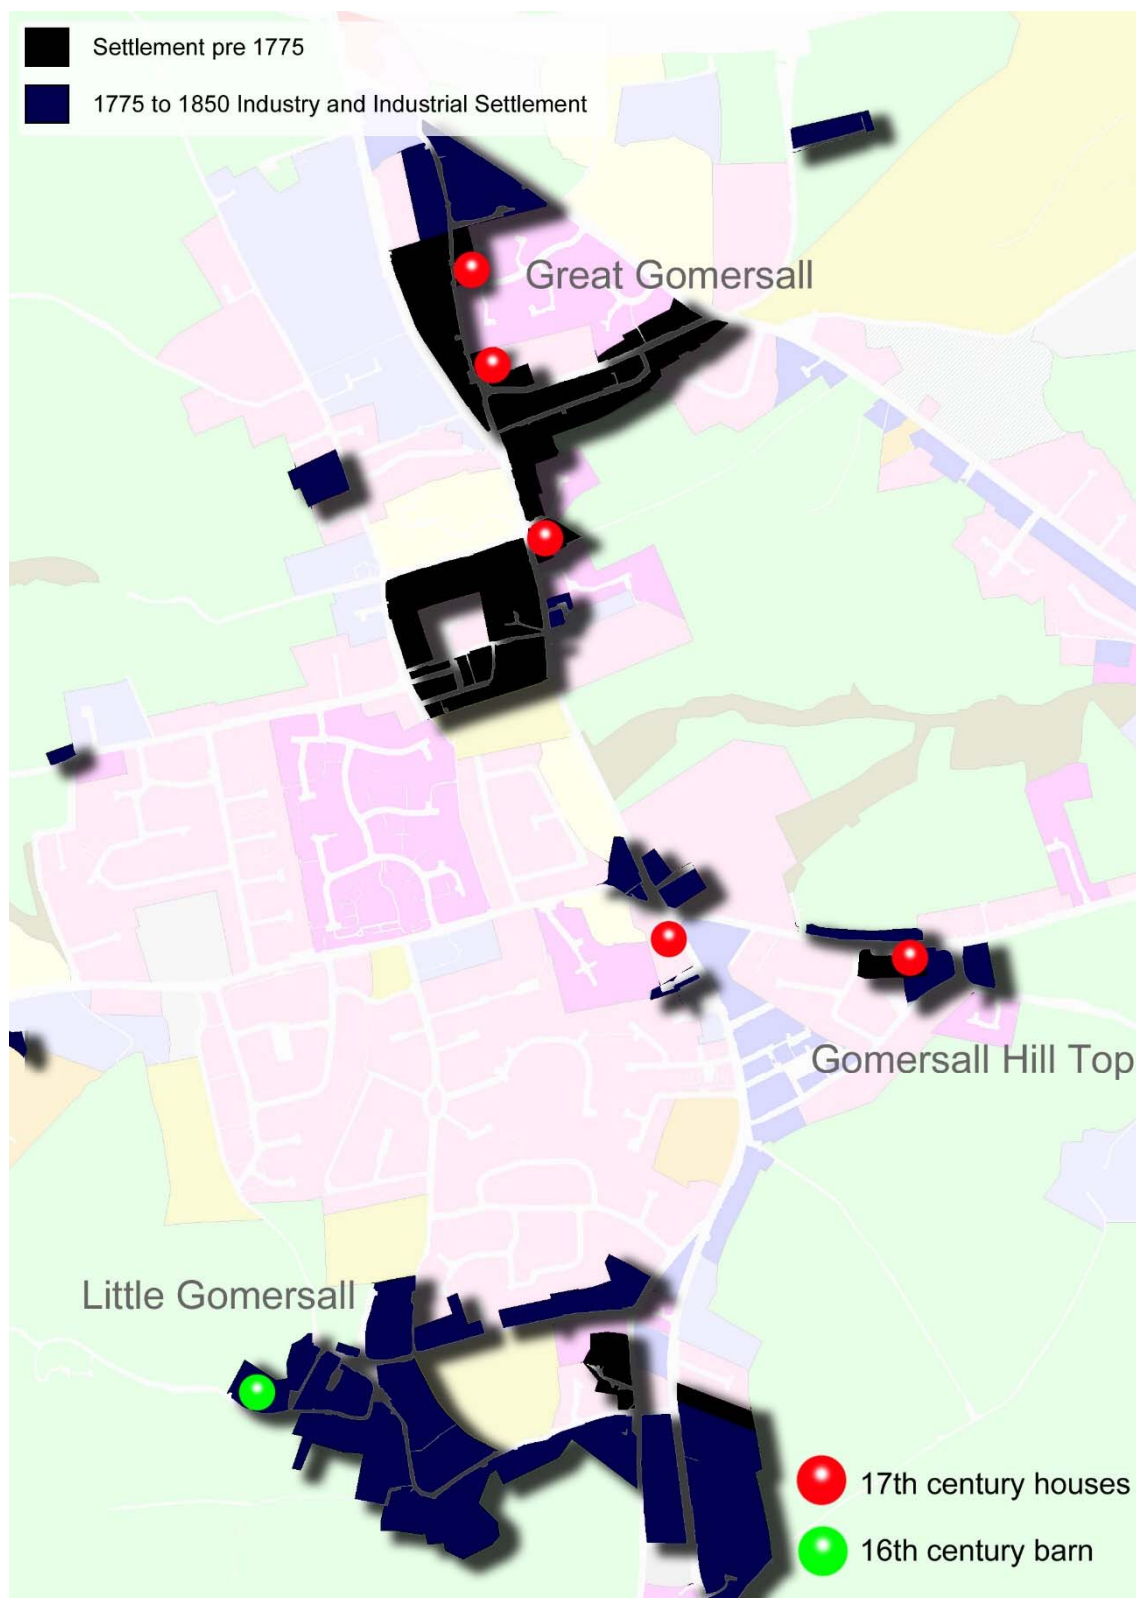 Settlement pre 1775
1775 to 1850 Industry and Industrial Settlement
Great Gomersall
Gomersall Hill Top
Little Gomersall
17th century houses
16th century barn